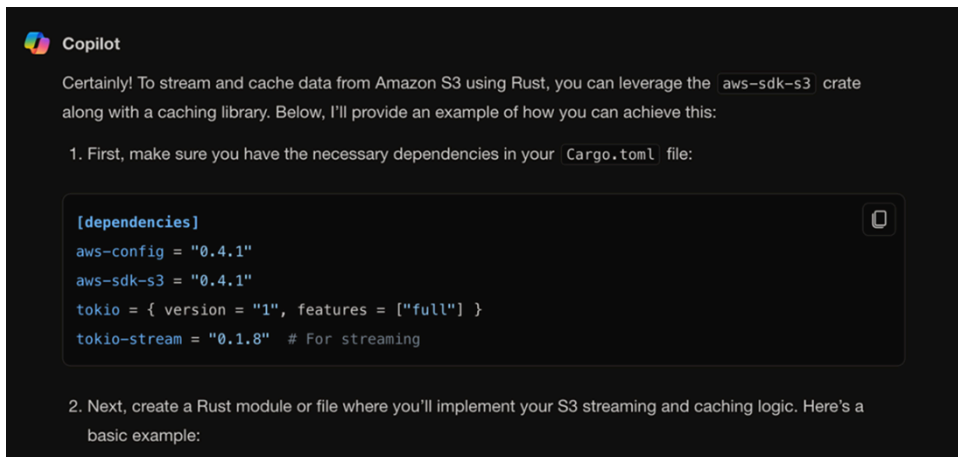 Copilot
Certainly! To stream and cache data from Amazon S3 using Rust, you can leverage the aws-sdk-s3 crate
along with a caching library. Below, I’ll provide an example of how you can achieve this:
1. First, make sure you have the necessary dependencies in your Cargo.toml file:
[dependencies]
aws-config = "0.4.1"
aws-sdk-s3 = "0.4.1"
tokio = { version = "1", features = ["full"] }
tokio-stream = "0.1.8"  # For streaming
2. Next, create a Rust module or file where you’ll implement your S3 streaming and caching logic. Here’s a
basic example: